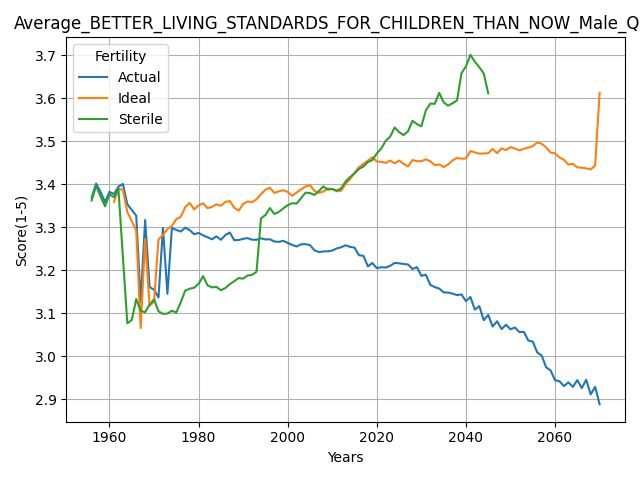 Average_BETTER_LIVING_STANDARDS_FOR_CHILDREN_THAN_NOW_Male_Q
Fertility
Actual
Ideal
Sterile
3.7
3.6
3.5
3.4
3.3
3.2
3.1
3.0
2.9
Score(1-5)
1960 1980 2000 2020 2040 2060
Years